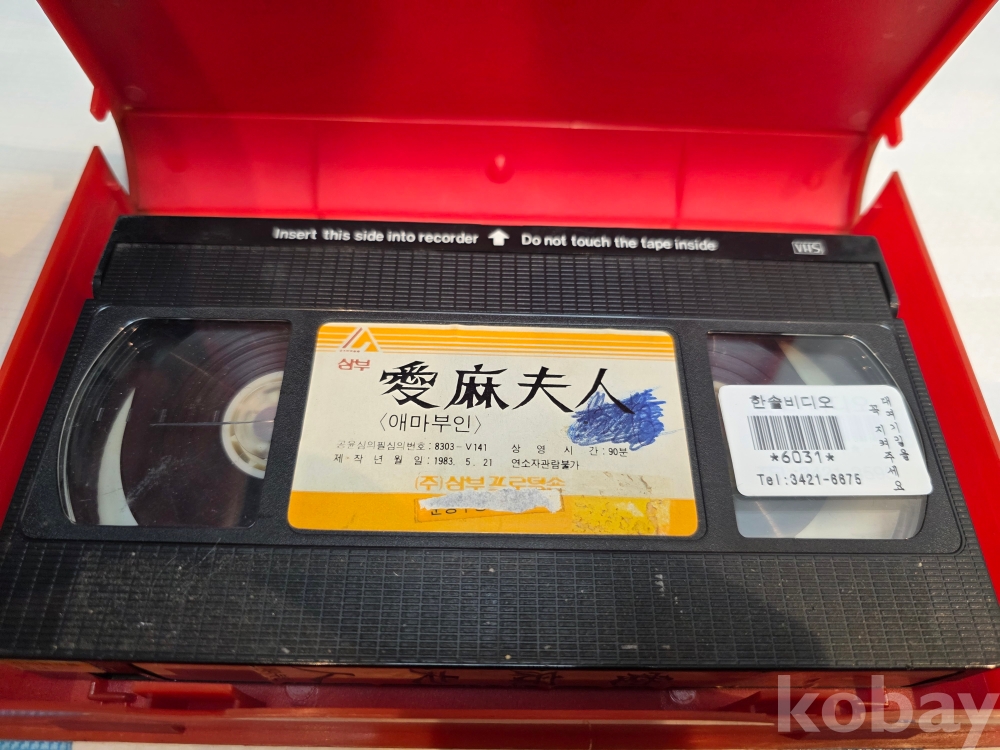 Insert this side into recorder ⬆ Do not touch the tape inside
VHS
삼부
愛麻夫人
〈애마부인〉
공윤심의필심의번호 : 8303-V141 상영시간 : 90분
제·작년월일 : 1983. 5. 21 연소자관람불가
(주)삼부프로덕숀
한솔비디오
*6031*
Tel:3421-6675
대여기일을
꼭 지켜주세요
kobay